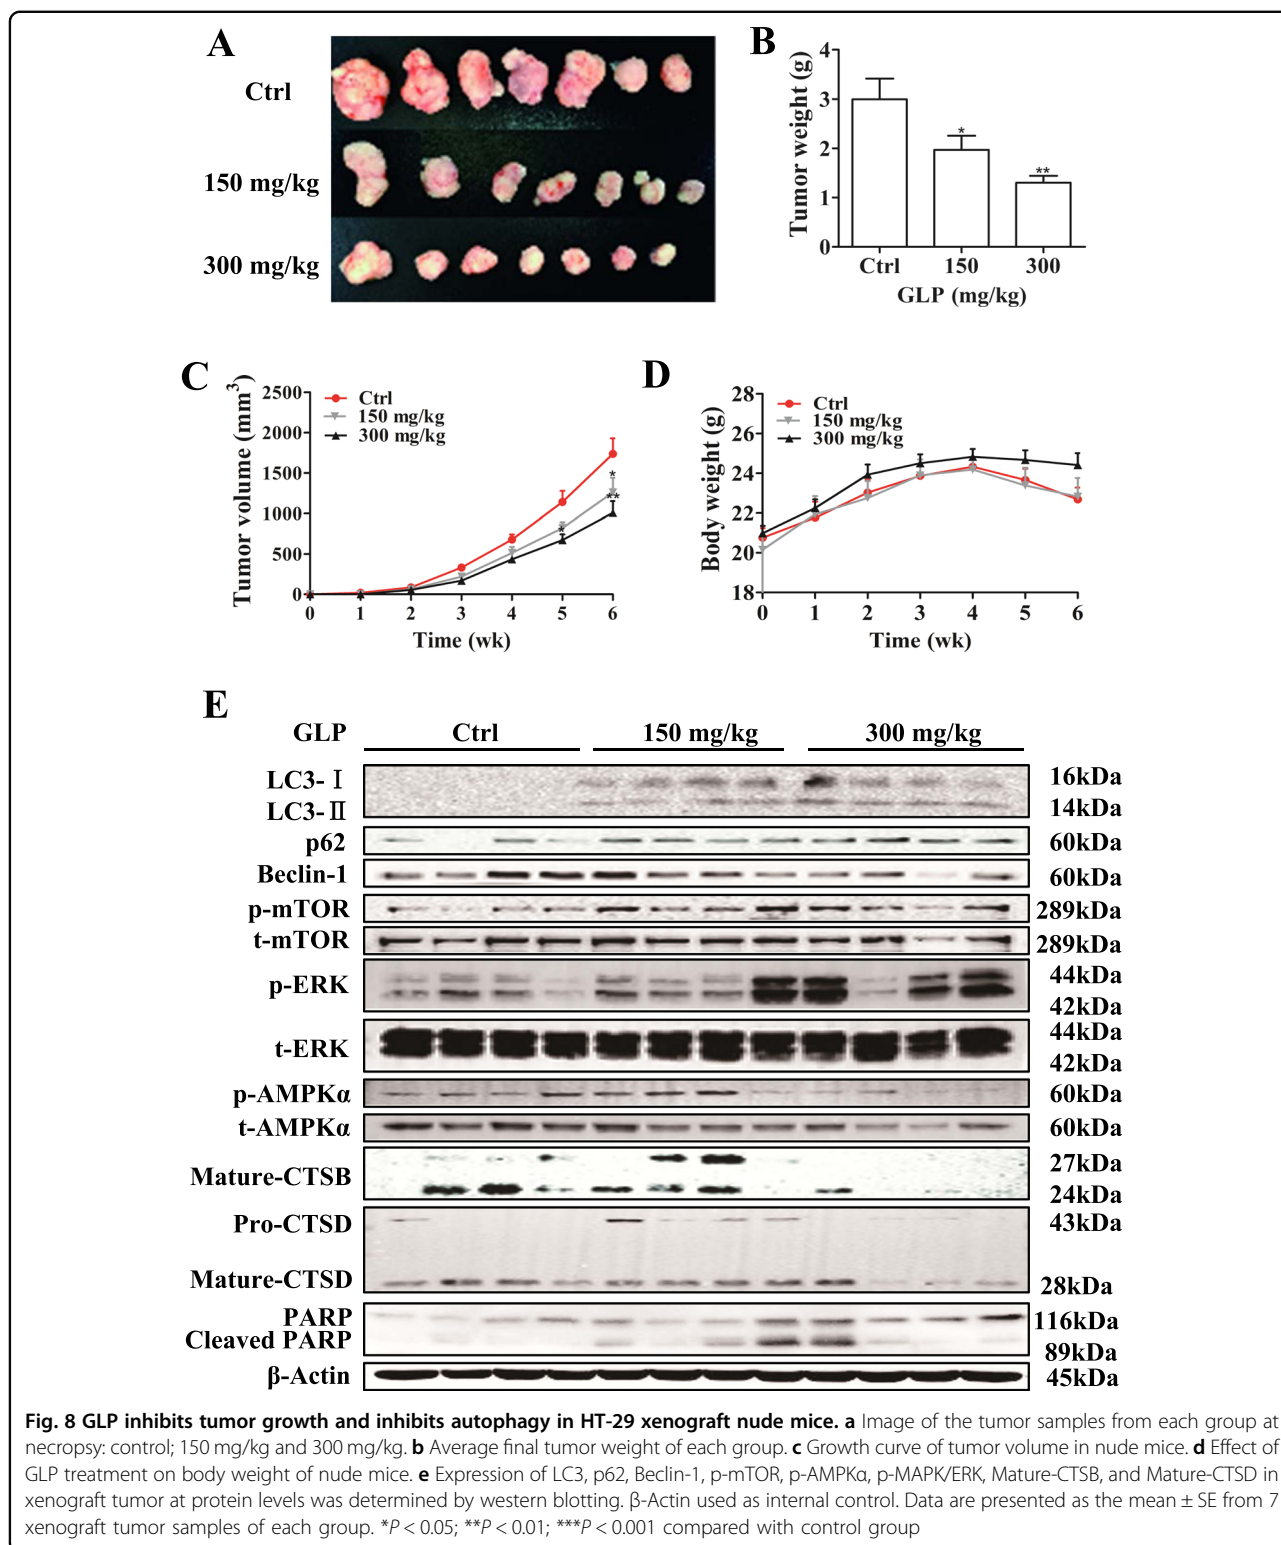 A
Ctrl
150 mg/kg
300 mg/kg
B
Tumor weight (g)
4
3
2
1
0
*
**
Ctrl 150 300
GLP (mg/kg)
C
Tumor volume (mm³)
2500
2000
1500
1000
500
0
Ctrl
150 mg/kg
300 mg/kg
*
**
*
0 1 2 3 4 5 6
Time (wk)
D
Body weight (g)
28
26
24
22
20
18
Ctrl
150 mg/kg
300 mg/kg
0 1 2 3 4 5 6
Time (wk)
E
GLP Ctrl 150 mg/kg 300 mg/kg
LC3-Ⅰ 16kDa
LC3-Ⅱ 14kDa
p62 60kDa
Beclin-1 60kDa
p-mTOR 289kDa
t-mTOR 289kDa
p-ERK 44kDa
42kDa
t-ERK 44kDa
42kDa
p-AMPKα 60kDa
t-AMPKα 60kDa
Mature-CTSB 27kDa
24kDa
Pro-CTSD 43kDa
Mature-CTSD 28kDa
PARP 116kDa
Cleaved PARP 89kDa
β-Actin 45kDa
Fig. 8 GLP inhibits tumor growth and inhibits autophagy in HT-29 xenograft nude mice. a Image of the tumor samples from each group at
necropsy: control; 150 mg/kg and 300 mg/kg. b Average final tumor weight of each group. c Growth curve of tumor volume in nude mice. d Effect of
GLP treatment on body weight of nude mice. e Expression of LC3, p62, Beclin-1, p-mTOR, p-AMPKα, p-MAPK/ERK, Mature-CTSB, and Mature-CTSD in
xenograft tumor at protein levels was determined by western blotting. β-Actin used as internal control. Data are presented as the mean ± SE from 7
xenograft tumor samples of each group. *P < 0.05; **P < 0.01; ***P < 0.001 compared with control group